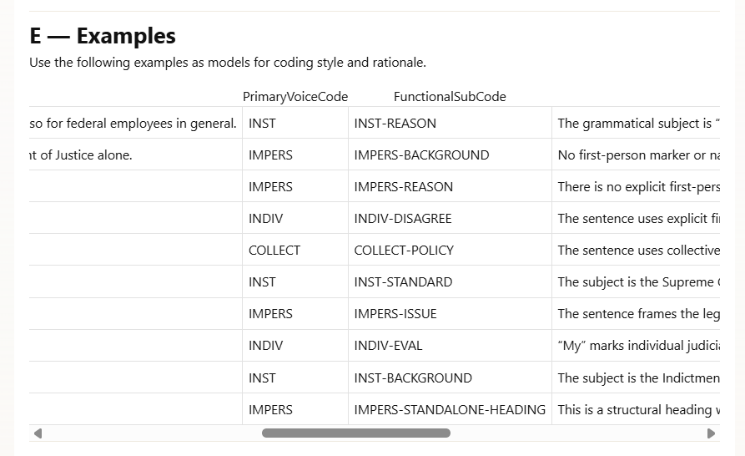 E — Examples
Use the following examples as models for coding style and rationale.
PrimaryVoiceCode FunctionalSubCode
so for federal employees in general. INST INST-REASON The grammatical subject is “
nt of Justice alone. IMPERS IMPERS-BACKGROUND No first-person marker or na
IMPERS IMPERS-REASON There is no explicit first-pers
INDIV INDIV-DISAGREE The sentence uses explicit fi
COLLECT COLLECT-POLICY The sentence uses collective
INST INST-STANDARD The subject is the Supreme
IMPERS IMPERS-ISSUE The sentence frames the leg
INDIV INDIV-EVAL “My” marks individual judicia
INST INST-BACKGROUND The subject is the Indictmen
IMPERS IMPERS-STANDALONE-HEADING This is a structural heading w